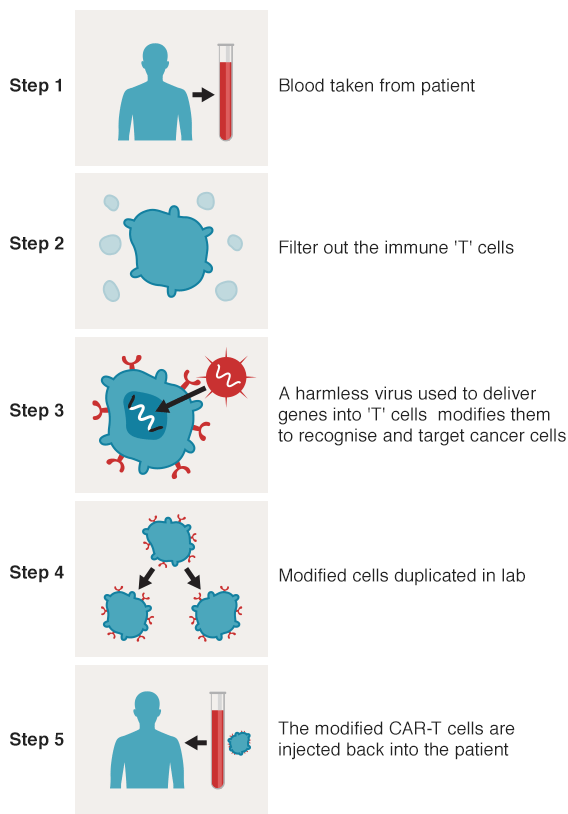 Step 1
Blood taken from patient
Step 2
Filter out the immune 'T' cells
Step 3
A harmless virus used to deliver
genes into 'T' cells  modifies them
to recognise and target cancer cells
Step 4
Modified cells duplicated in lab
Step 5
The modified CAR-T cells are
injected back into the patient